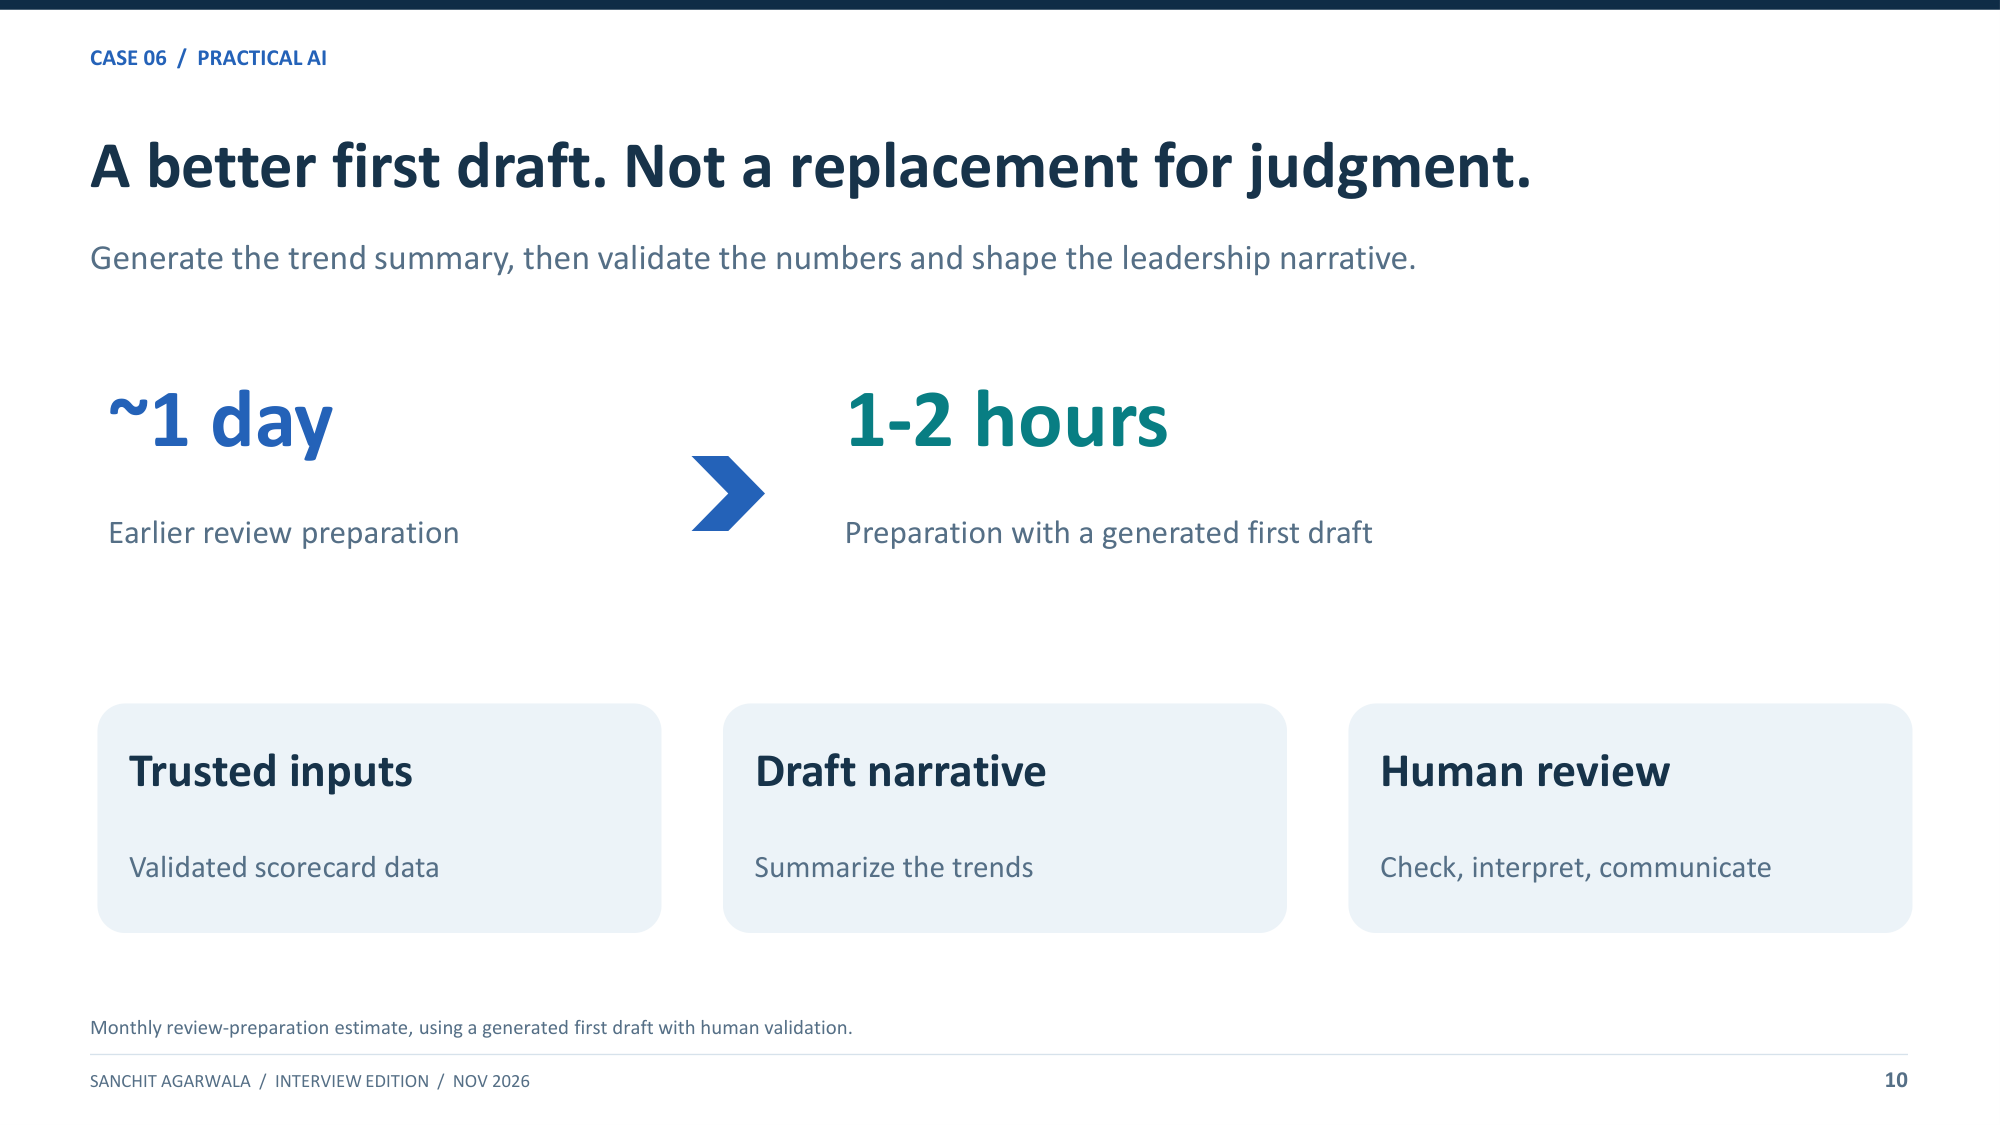 CASE 06 / PRACTICAL AI
A better first draft. Not a replacement for judgment.
Generate the trend summary, then validate the numbers and shape the leadership narrative.
~1 day
1-2 hours
Earlier review preparation
Preparation with a generated first draft
Trusted inputs
Draft narrative
Human review
Validated scorecard data
Summarize the trends
Check, interpret, communicate
Monthly review-preparation estimate, using a generated first draft with human validation.
SANCHIT AGARWALA / INTERVIEW EDITION / NOV 2026
10